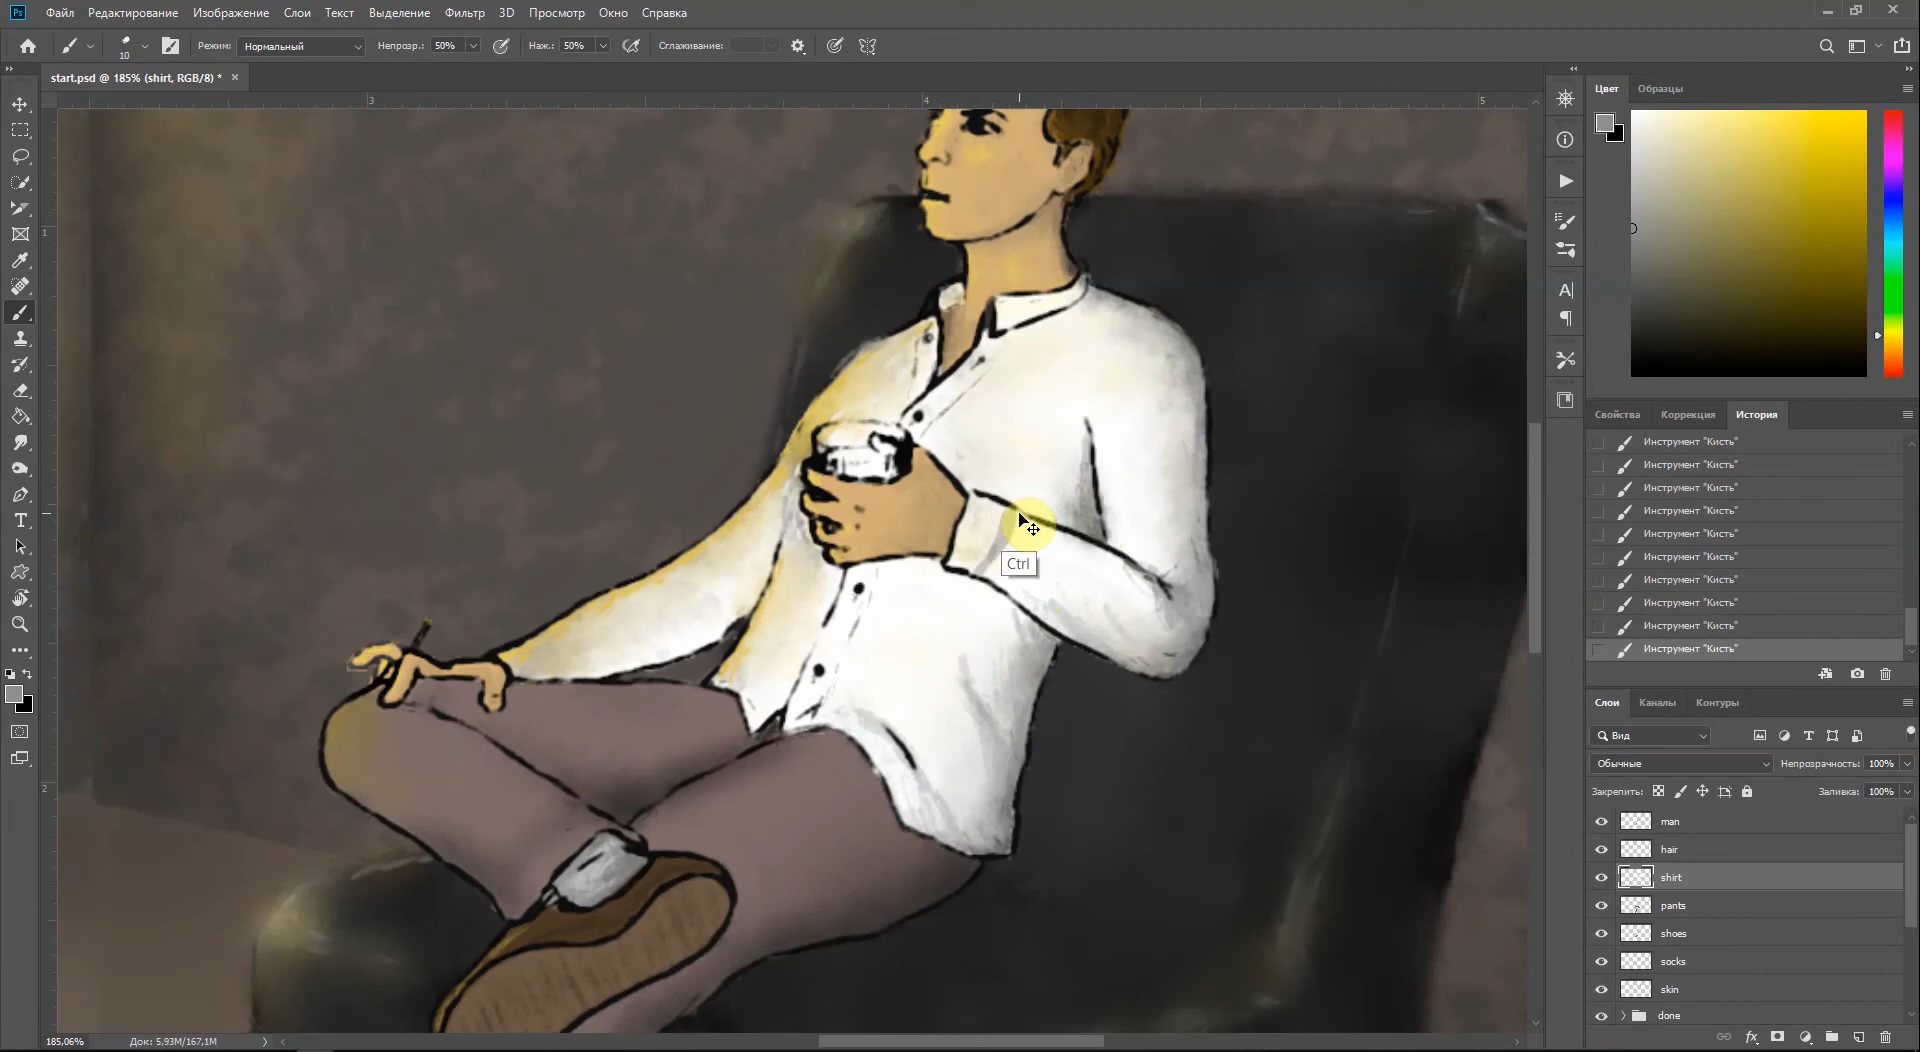 Ps Файл Редактирование Изображение Слои Текст Выделение Фильтр 3D Просмотр Окно Справка
10 Режим: Нормальный Непрозр.: 50% Наж.: 50% Сглаживание:
start.psd @ 185% (shirt, RGB/8) *
3 4 5
1
2
Ctrl
Цвет Образцы
Свойства Коррекция История
Инструмент "Кисть"
Инструмент "Кисть"
Инструмент "Кисть"
Инструмент "Кисть"
Инструмент "Кисть"
Инструмент "Кисть"
Инструмент "Кисть"
Инструмент "Кисть"
Инструмент "Кисть"
Инструмент "Кисть"
Слои Каналы Контуры
Вид
Обычные Непрозрачность: 100%
Закрепить: Заливка: 100%
man
hair
shirt
pants
shoes
socks
skin
done
185,06% Док: 5,93M/167,1M